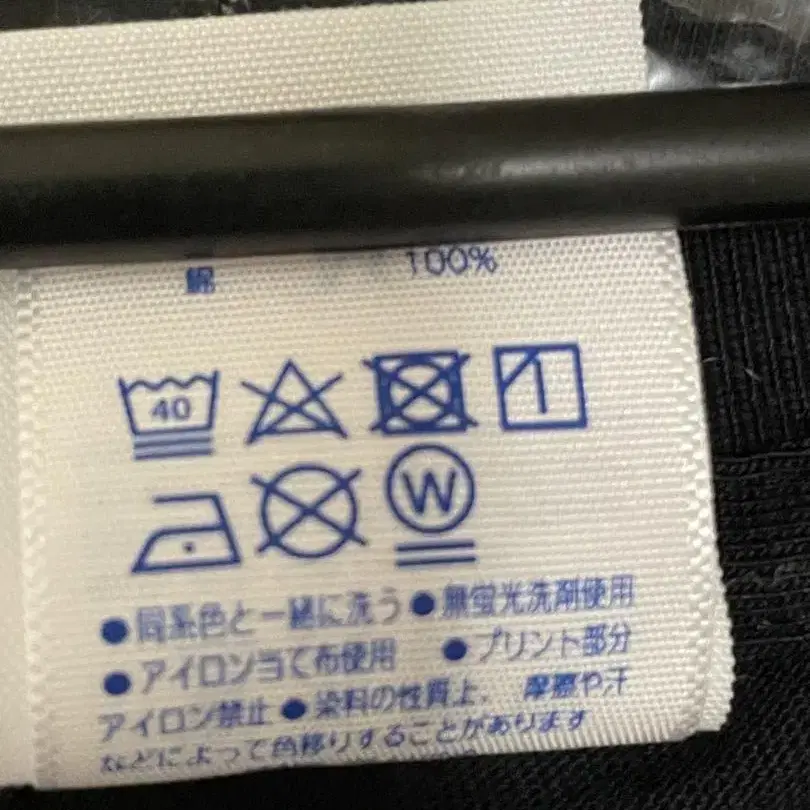 綿 100%
40
W
●同系色と一緒に洗う●無蛍光洗剤使用
●アイロン当て布使用 ●プリント部分
アイロン禁止●染料の性質上、摩擦や汗
などによって色移りすることがあります